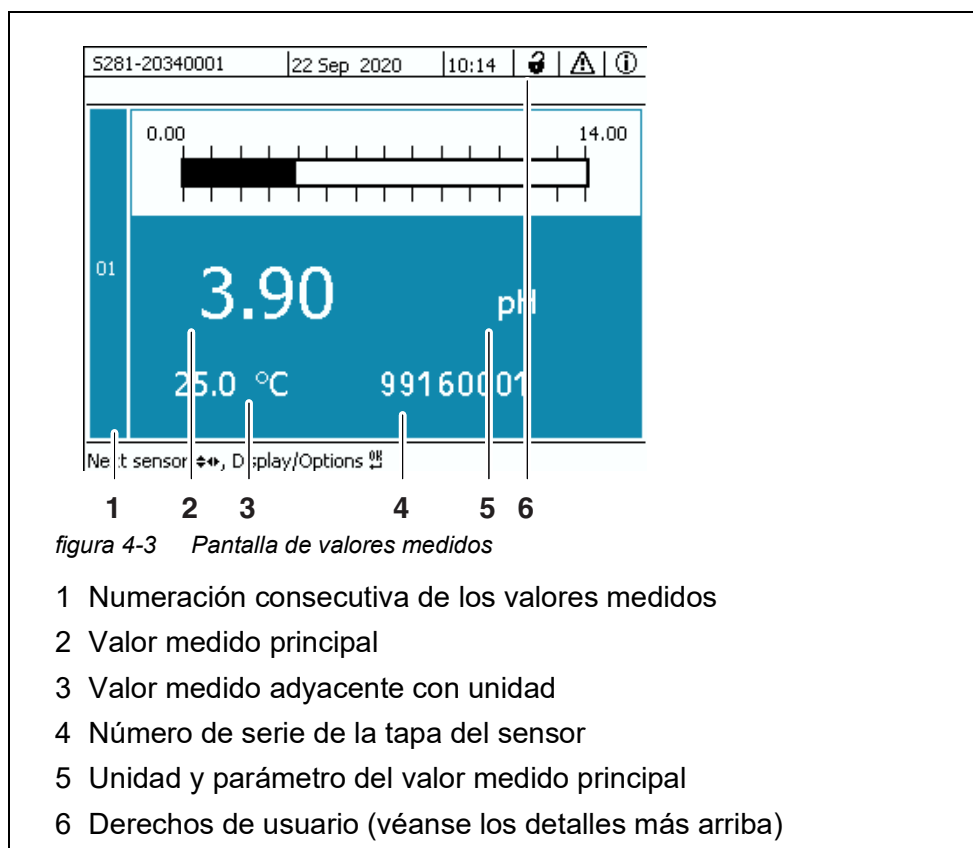 S281-20340001 22 Sep 2020 10:14
0.00 14.00
01
3.90 pH
25.0 °C 99160001
Next sensor, Display/Options OK
1 2 3 4 5 6
figura 4-3 Pantalla de valores medidos
1 Numeración consecutiva de los valores medidos
2 Valor medido principal
3 Valor medido adyacente con unidad
4 Número de serie de la tapa del sensor
5 Unidad y parámetro del valor medido principal
6 Derechos de usuario (véanse los detalles más arriba)